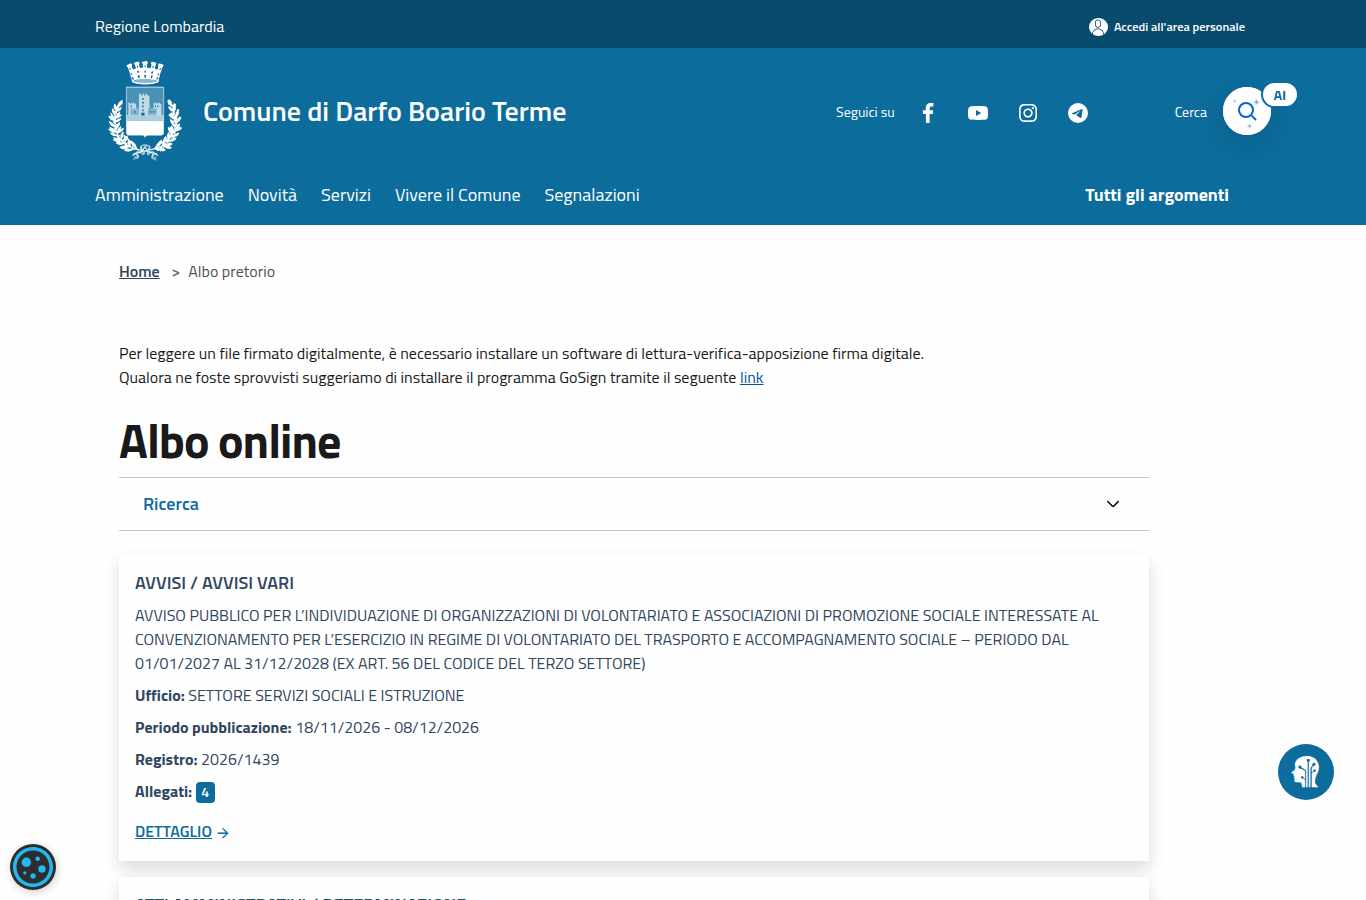 Regione Lombardia
Accedi all'area personale
Comune di Darfo Boario Terme
Seguici su
Cerca
AI
Amministrazione Novità Servizi Vivere il Comune Segnalazioni
Tutti gli argomenti
Home > Albo pretorio
Per leggere un file firmato digitalmente, è necessario installare un software di lettura-verifica-apposizione firma digitale.
Qualora ne foste sprovvisti suggeriamo di installare il programma GoSign tramite il seguente link
Albo online
Ricerca
AVVISI / AVVISI VARI
AVVISO PUBBLICO PER L’INDIVIDUAZIONE DI ORGANIZZAZIONI DI VOLONTARIATO E ASSOCIAZIONI DI PROMOZIONE SOCIALE INTERESSATE AL
CONVENZIONAMENTO PER L’ESERCIZIO IN REGIME DI VOLONTARIATO DEL TRASPORTO E ACCOMPAGNAMENTO SOCIALE – PERIODO DAL
01/01/2027 AL 31/12/2028 (EX ART. 56 DEL CODICE DEL TERZO SETTORE)
Ufficio: SETTORE SERVIZI SOCIALI E ISTRUZIONE
Periodo pubblicazione: 18/11/2026 - 08/12/2026
Registro: 2026/1439
Allegati: 4
DETTAGLIO